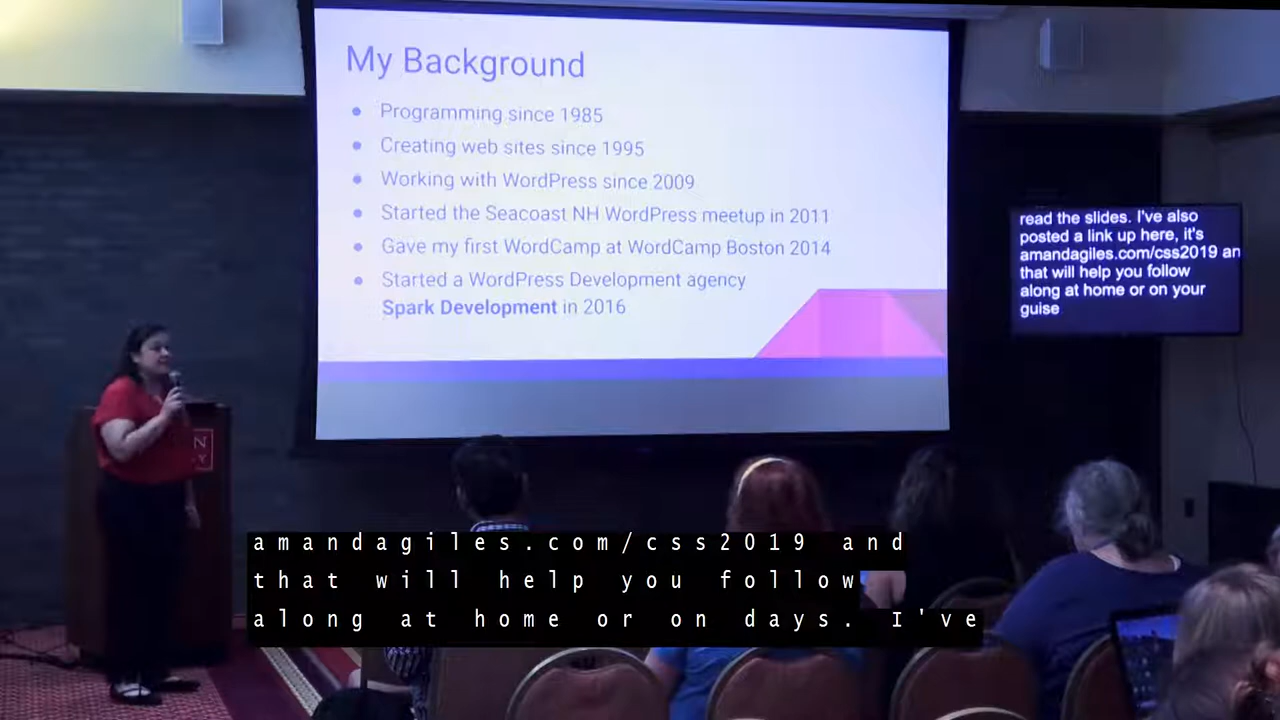 My Background
Programming since 1985
Creating web sites since 1995
Working with WordPress since 2009
Started the Seacoast NH WordPress meetup in 2011
Gave my first WordCamp at WordCamp Boston 2014
Started a WordPress Development agency
Spark Development in 2016
read the slides. I've also
posted a link up here, it's
amandagiles.com/css2019 an
that will help you follow
along at home or on your
guise
N
Y
amandagiles.com/css2019 and
that will help you follow
along at home or on days. I've